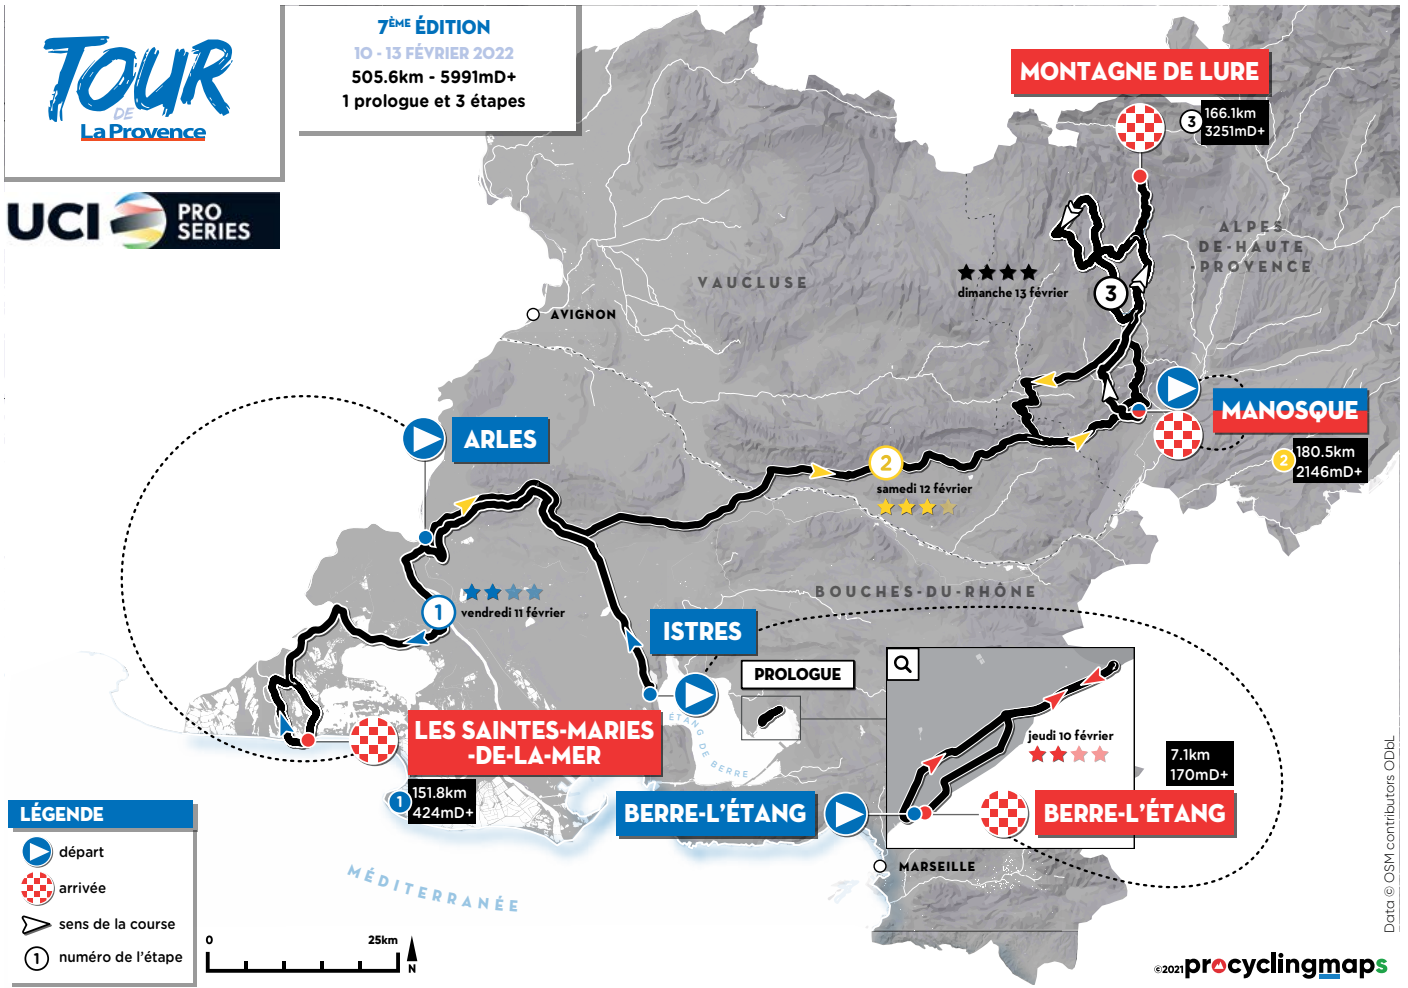 TOUR
DE
La Provence
UCI
PRO
SERIES
7ÈME ÉDITION
10 - 13 FÉVRIER 2022
505.6km - 5991mD+
1 prologue et 3 étapes
MONTAGNE DE LURE
3
166.1km
3251mD+
ALPES
DE-HAUTE
-PROVENCE
VAUCLUSE
dimanche 13 février
3
AVIGNON
MANOSQUE
2
180.5km
2146mD+
ARLES
2
samedi 12 février
BOUCHES-DU-RHÔNE
1
vendredi 11 février
ISTRES
PROLOGUE
jeudi 10 février
ÉTANG DE BERRE
7.1km
170mD+
LES SAINTES-MARIES
-DE-LA-MER
1
151.8km
424mD+
BERRE-L'ÉTANG
BERRE-L'ÉTANG
MARSEILLE
MÉDITERRANÉE
LÉGENDE
départ
arrivée
sens de la course
1
numéro de l'étape
0
25km
N
Data © OSM contributors ODbL
©2021 procyclingmaps